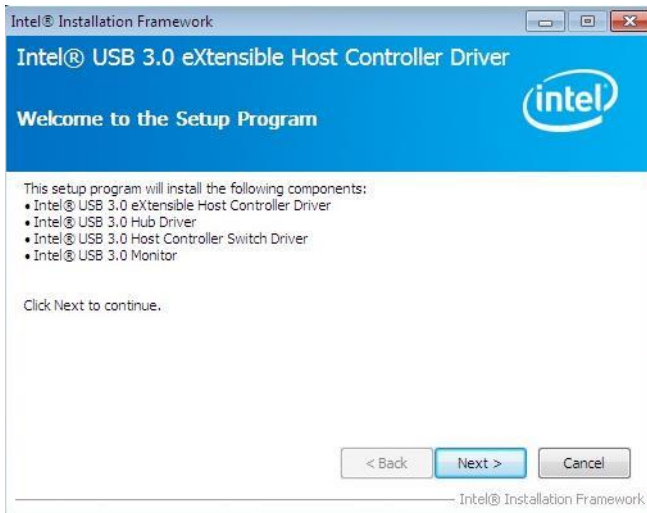 Intel® Installation Framework
Intel® USB 3.0 eXtensible Host Controller Driver
intel
Welcome to the Setup Program
This setup program will install the following components:
• Intel® USB 3.0 eXtensible Host Controller Driver
• Intel® USB 3.0 Hub Driver
• Intel® USB 3.0 Host Controller Switch Driver
• Intel® USB 3.0 Monitor
Click Next to continue.
< Back Next > Cancel
Intel® Installation Framework